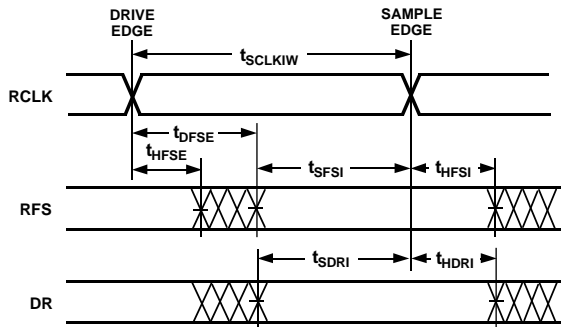 DRIVE EDGE
SAMPLE EDGE
tSCLKIW
RCLK
tDFSE
tHFSE
tSFSI
tHFSI
RFS
tSDRI
tHDRI
DR